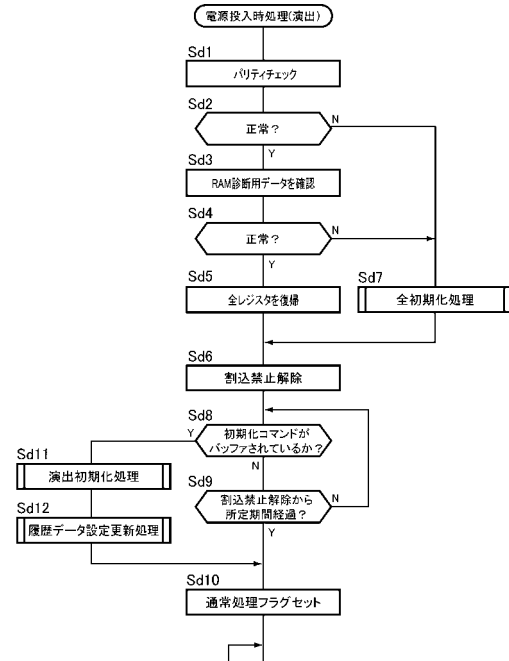 電源投入時処理(演出)
Sd1
パリティチェック
Sd2
正常?
N
Y
Sd3
RAM診断用データを確認
Sd4
正常?
N
Y
Sd5
全レジスタを復帰
Sd7
全初期化処理
Sd6
割込禁止解除
Sd8
初期化コマンドが
バッファされているか?
Y
N
Sd11
演出初期化処理
Sd9
割込禁止解除から
所定期間経過?
N
Y
Sd12
履歴データ設定更新処理
Sd10
通常処理フラグセット